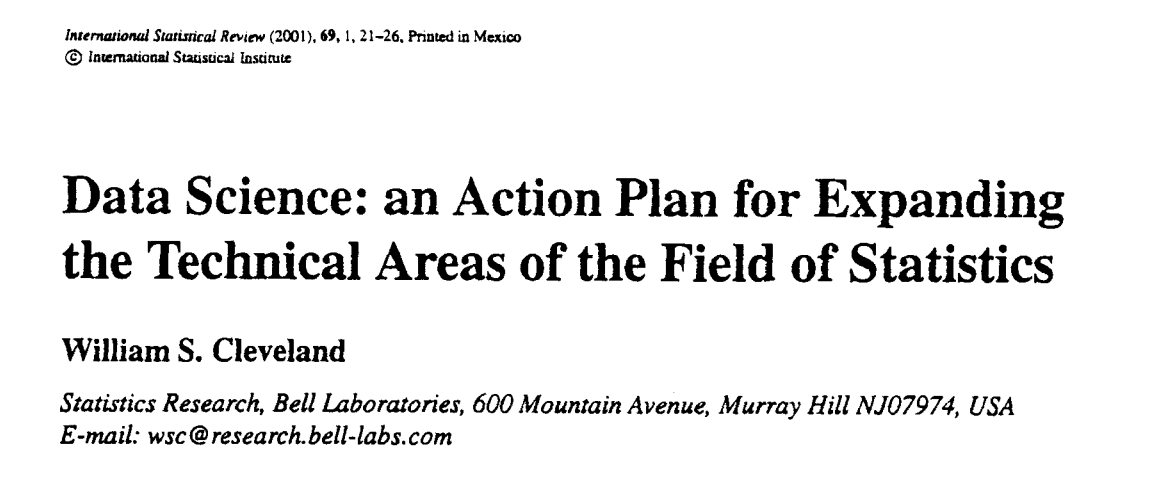 International Statistical Review (2001), 69, 1, 21–26, Printed in Mexico
© International Statistical Institute
Data Science: an Action Plan for Expanding
the Technical Areas of the Field of Statistics
William S. Cleveland
Statistics Research, Bell Laboratories, 600 Mountain Avenue, Murray Hill NJ07974, USA
E-mail: wsc@research.bell-labs.com